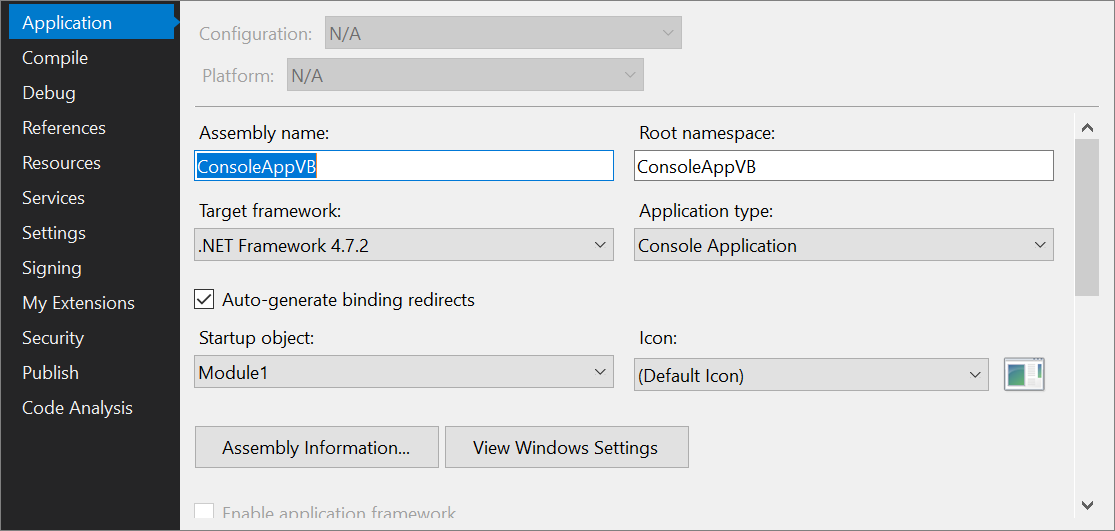 Application
Compile
Debug
References
Resources
Services
Settings
Signing
My Extensions
Security
Publish
Code Analysis
Configuration: N/A
Platform: N/A
Assembly name:
ConsoleAppVB
Root namespace:
ConsoleAppVB
Target framework:
.NET Framework 4.7.2
Application type:
Console Application
Auto-generate binding redirects
Startup object:
Module1
Icon:
(Default Icon)
Assembly Information...
View Windows Settings
Enable application framework